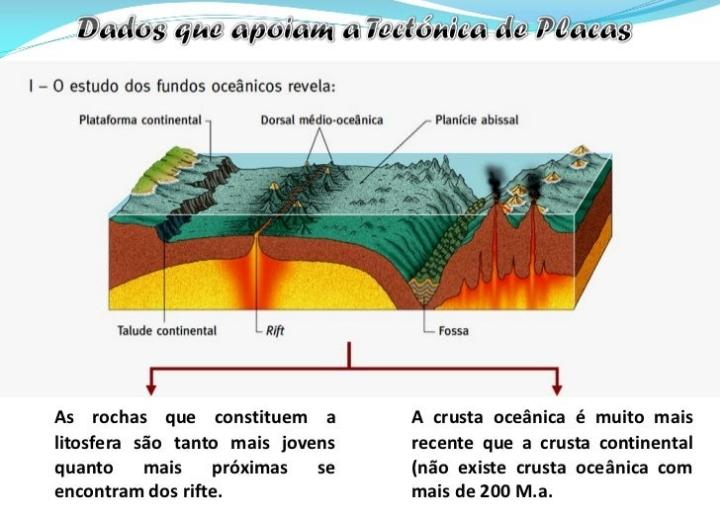 Dados que apoiam a Tectónica de Placas
I – O estudo dos fundos oceânicos revela:
Plataforma continental
Dorsal médio-oceânica
Planície abissal
Talude continental
Rift
Fossa
As rochas que constituem a
litosfera são tanto mais jovens
quanto mais próximas se
encontram dos rifte.
A crusta oceânica é muito mais
recente que a crusta continental
(não existe crusta oceânica com
mais de 200 M.a.